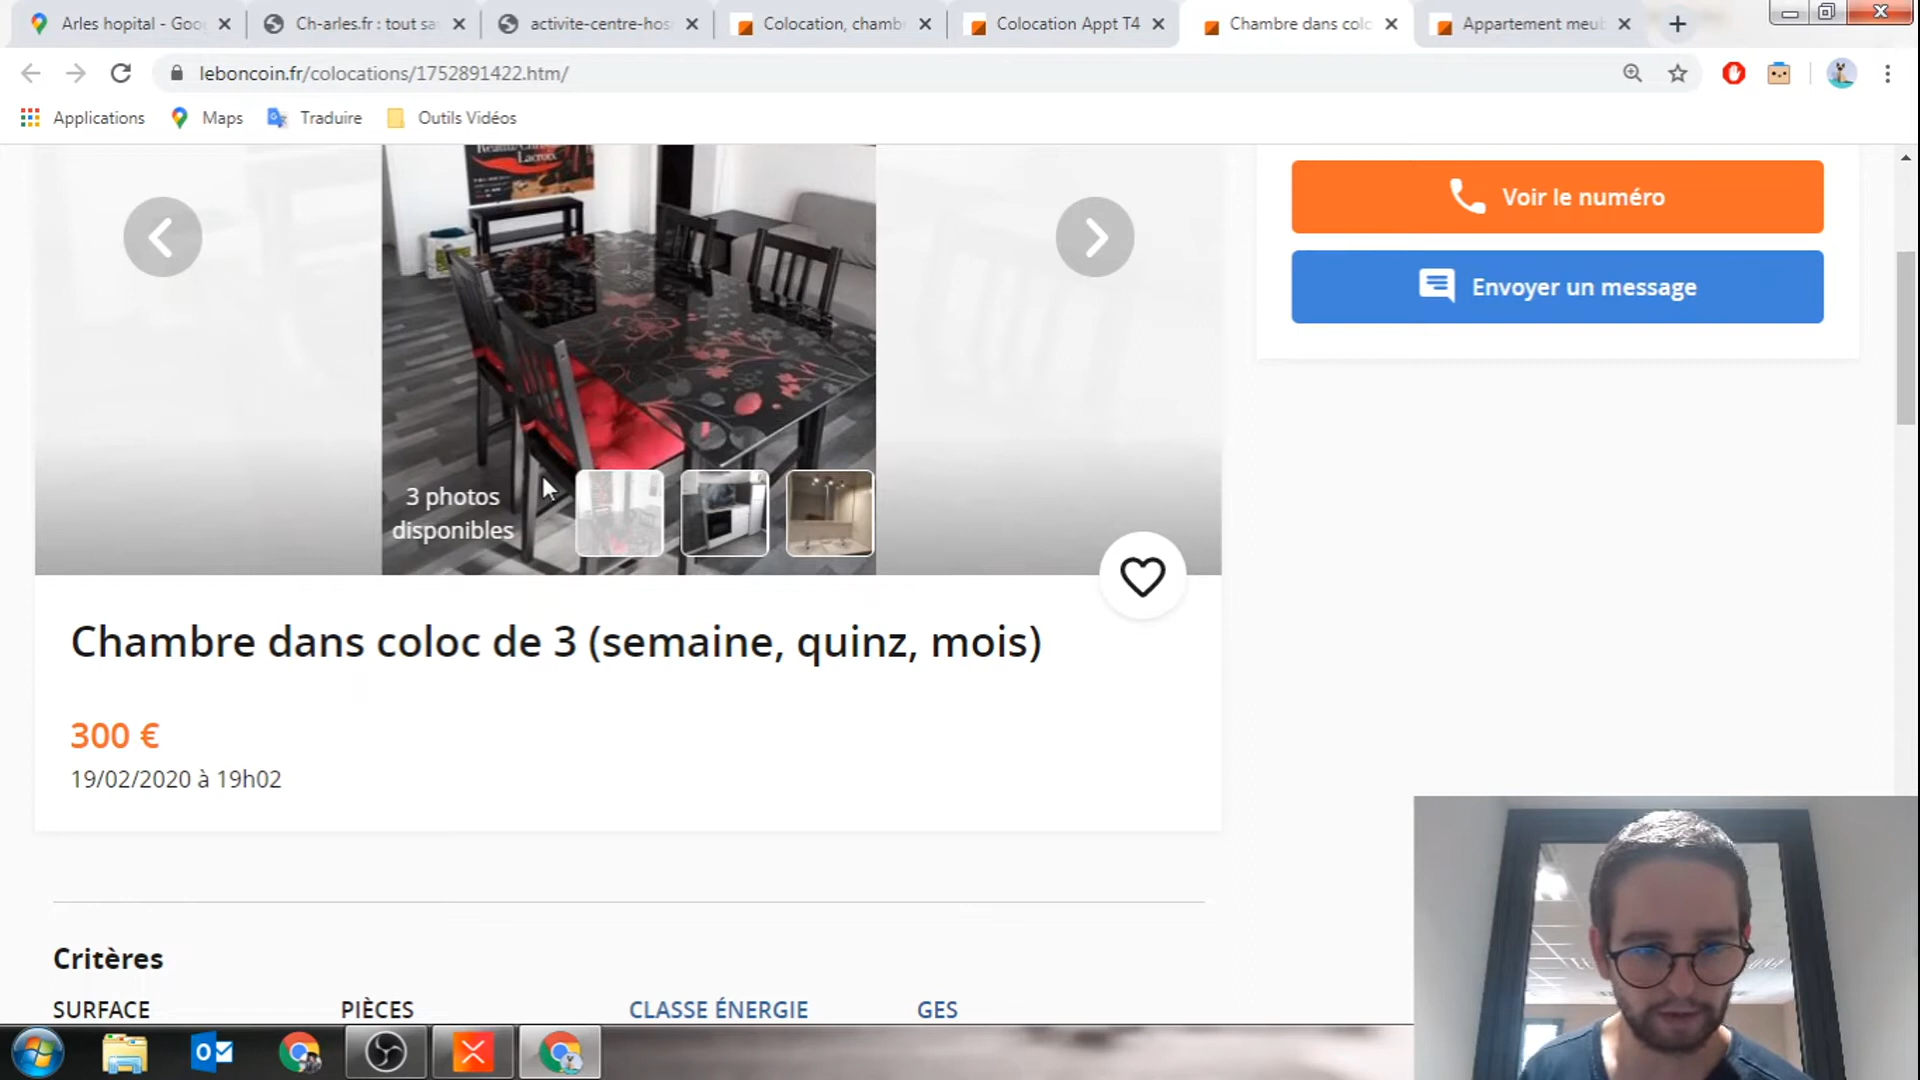 Arles hopital - Goog
Ch-arles.fr : tout sa
activite-centre-hos
Colocation, chamb
Colocation Appt T4
Chambre dans colo
Appartement meub
leboncoin.fr/colocations/1752891422.htm/
Applications
Maps
Traduire
Outils Vidéos
Lacroix
Voir le numéro
Envoyer un message
3 photos
disponibles
Chambre dans coloc de 3 (semaine, quinz, mois)
300 €
19/02/2020 à 19h02
Critères
SURFACE
PIÈCES
CLASSE ÉNERGIE
GES